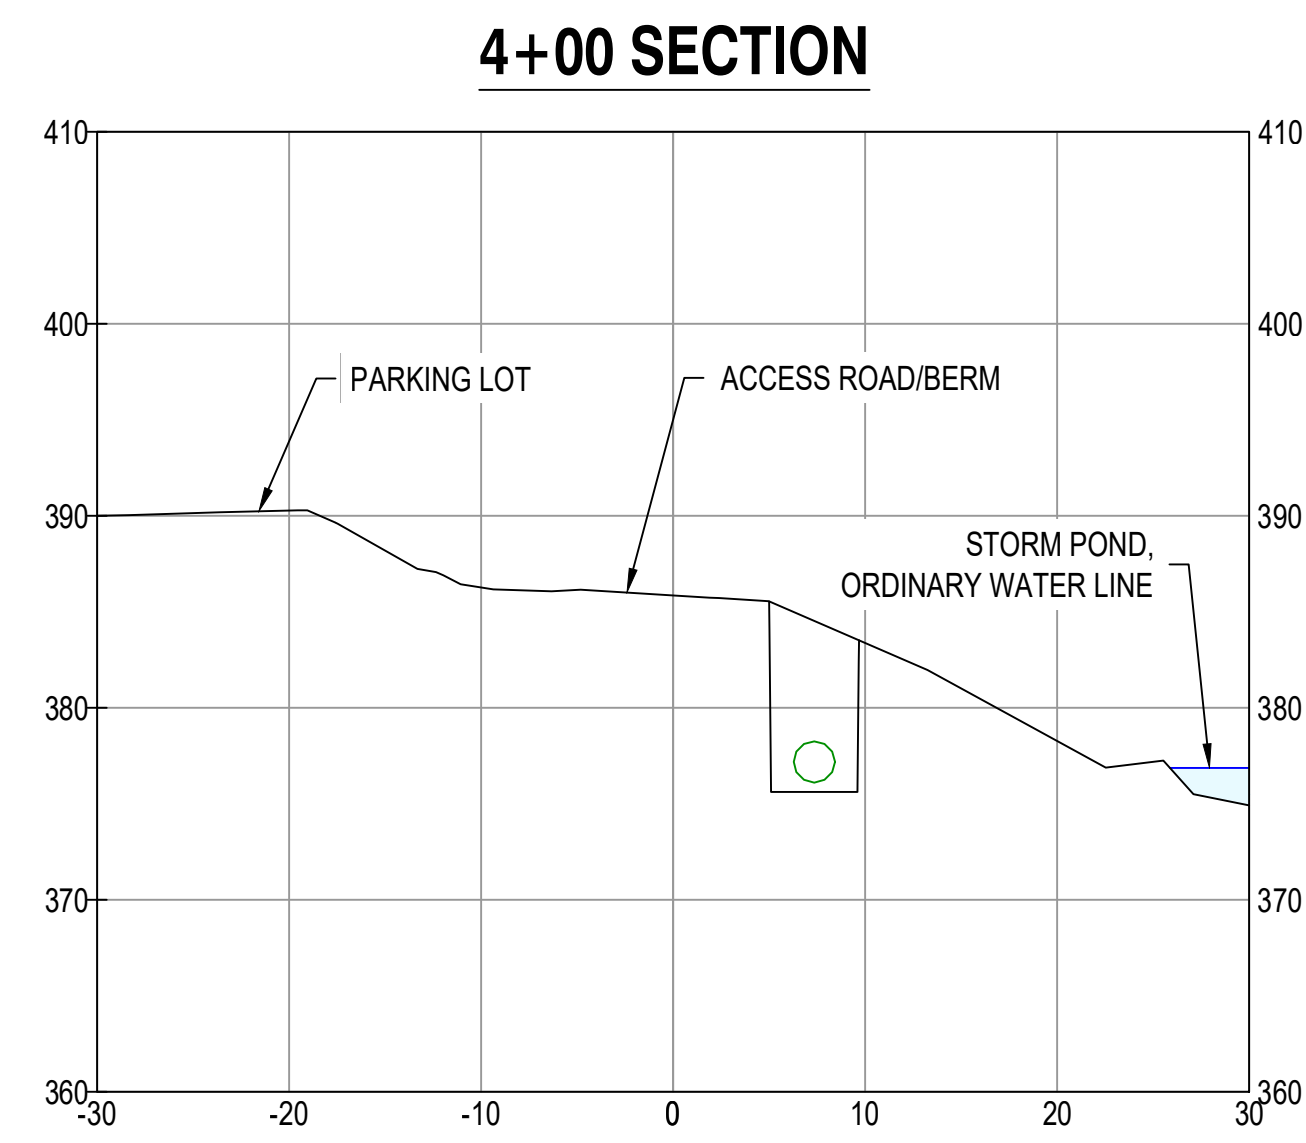 4+00 SECTION
410 410
400 400
PARKING LOT
ACCESS ROAD/BERM
390 390
STORM POND,
ORDINARY WATER LINE
380 380
370 370
360 360
-30 -20 -10 0 10 20 30